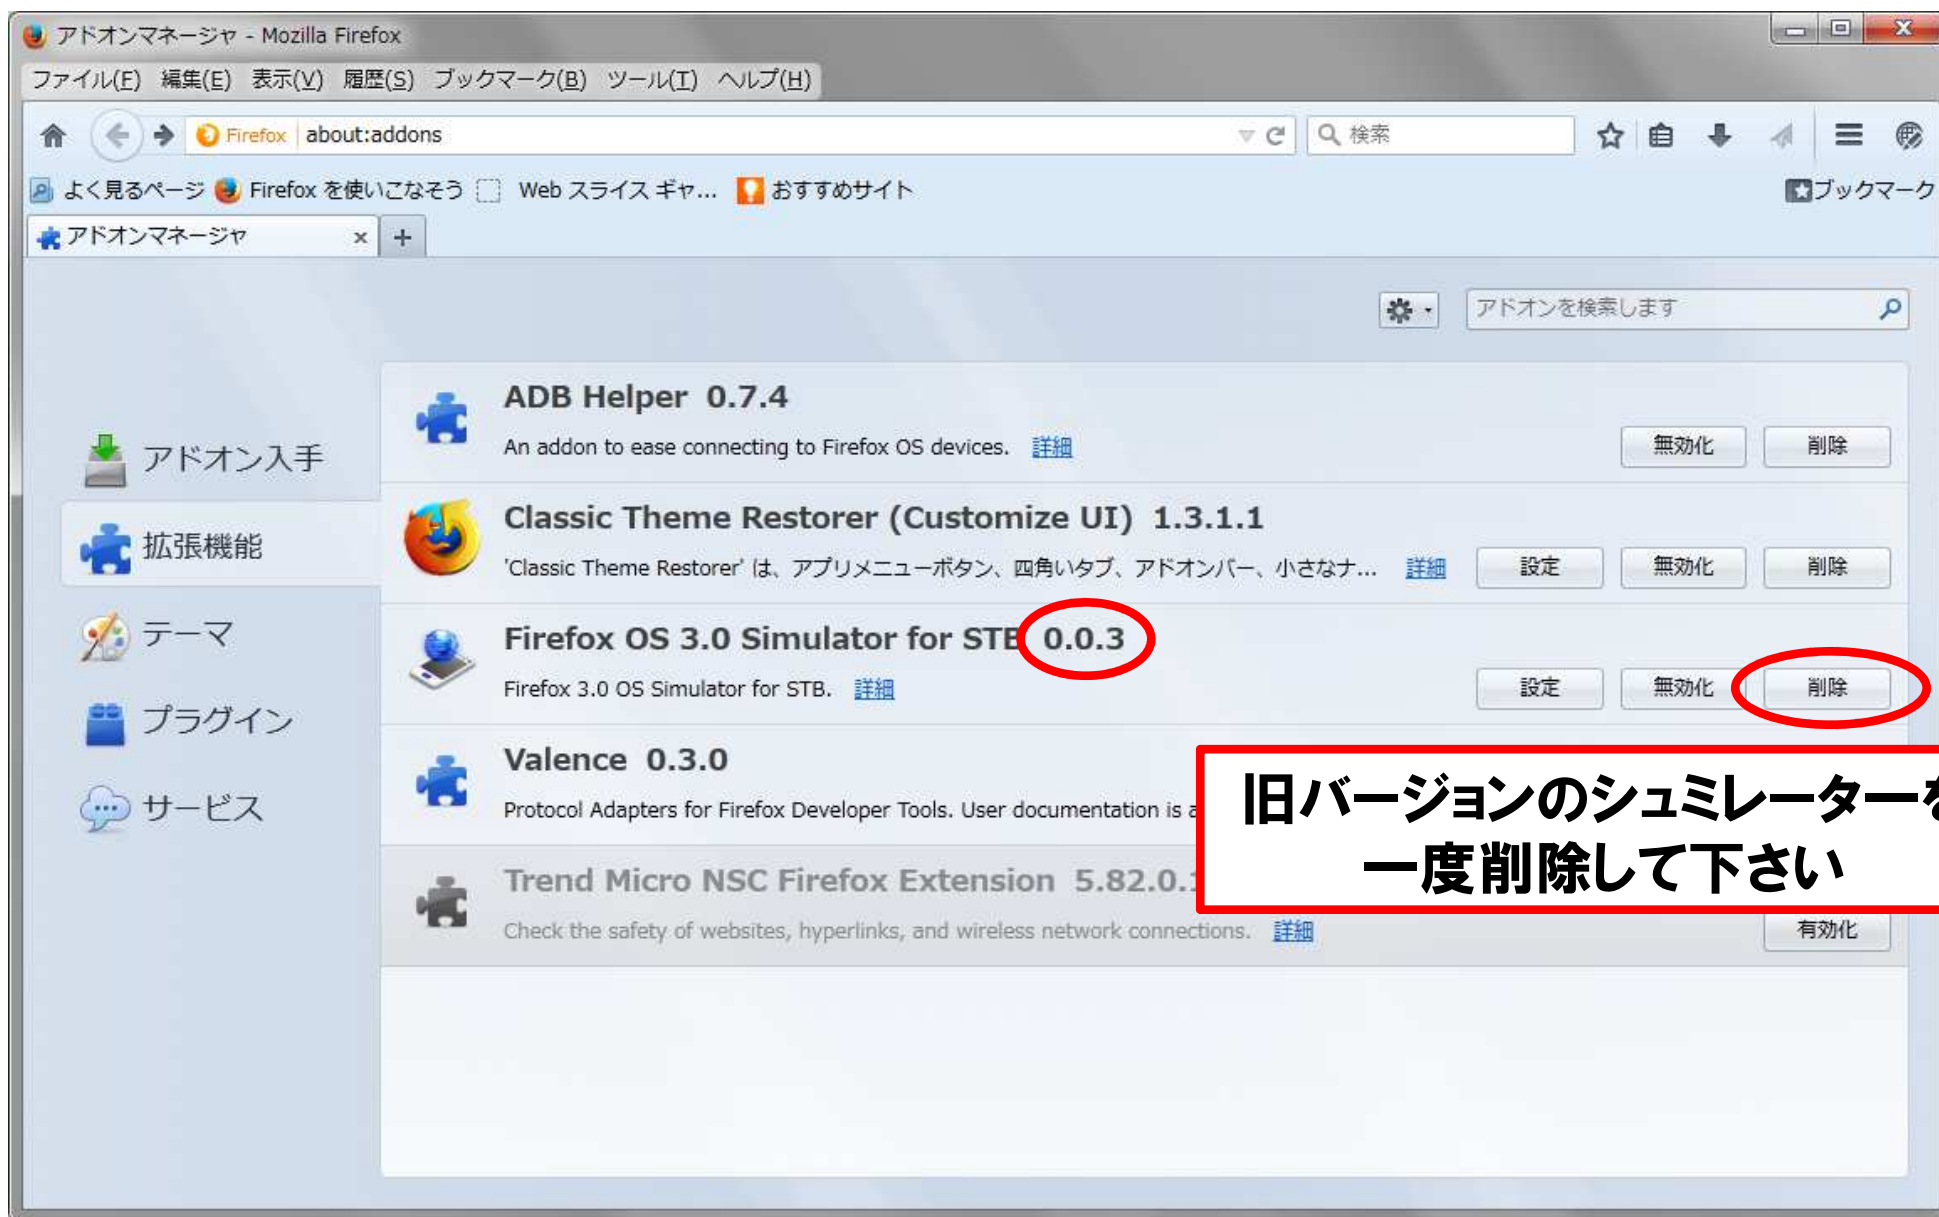 アドオンマネージャ - Mozilla Firefox
ファイル(F) 編集(E) 表示(V) 履歴(S) ブックマーク(B) ツール(T) ヘルプ(H)
Firefox about:addons 検索
よく見るページ Firefox を使いこなそう Web スライス ギャ... おすすめサイト ブックマーク
アドオンマネージャ x +
アドオンを検索します
アドオン入手
拡張機能
テーマ
プラグイン
サービス
ADB Helper 0.7.4
An addon to ease connecting to Firefox OS devices. 詳細 無効化 削除
Classic Theme Restorer (Customize UI) 1.3.1.1
'Classic Theme Restorer' は、アプリメニューボタン、四角いタブ、アドオンバー、小さなナ... 詳細 設定 無効化 削除
Firefox OS 3.0 Simulator for STB 0.0.3
Firefox 3.0 OS Simulator for STB. 詳細 設定 無効化 削除
Valence 0.3.0
Protocol Adapters for Firefox Developer Tools. User documentation is
旧バージョンのシュミレーターを
一度削除して下さい
Trend Micro NSC Firefox Extension 5.82.0.
Check the safety of websites, hyperlinks, and wireless network connections. 詳細 有効化